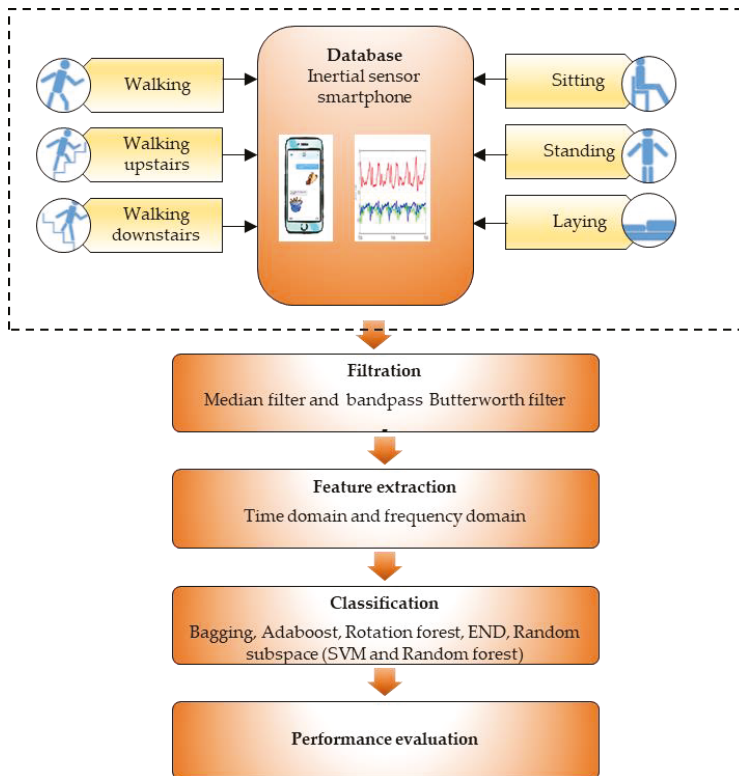 Database
Inertial sensor
smartphone
Walking
Walking
upstairs
Walking
downstairs
Sitting
Standing
Laying
Filtration
Median filter and bandpass Butterworth filter
Feature extraction
Time domain and frequency domain
Classification
Bagging, Adaboost, Rotation forest, END, Random
subspace (SVM and Random forest)
Performance evaluation